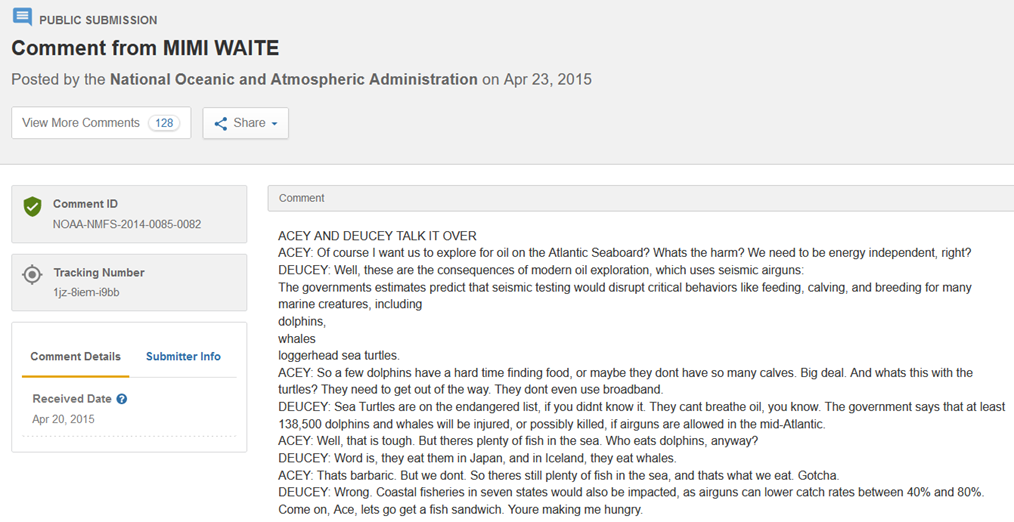 PUBLIC SUBMISSION
Comment from MIMI WAITE
Posted by the National Oceanic and Atmospheric Administration on Apr 23, 2015
View More Comments 128
Share
Comment ID
NOAA-NMFS-2014-0085-0082
Tracking Number
1jz-8iem-i9bb
Comment Details
Submitter Info
Received Date ?
Apr 20, 2015
Comment
ACEY AND DEUCEY TALK IT OVER
ACEY: Of course I want us to explore for oil on the Atlantic Seaboard? Whats the harm? We need to be energy independent, right?
DEUCEY: Well, these are the consequences of modern oil exploration, which uses seismic airguns:
The governments estimates predict that seismic testing would disrupt critical behaviors like feeding, calving, and breeding for many
marine creatures, including
dolphins,
whales
loggerhead sea turtles.
ACEY: So a few dolphins have a hard time finding food, or maybe they dont have so many calves. Big deal. And whats this with the
turtles? They need to get out of the way. They dont even use broadband.
DEUCEY: Sea Turtles are on the endangered list, if you didnt know it. They cant breathe oil, you know. The government says that at least
138,500 dolphins and whales will be injured, or possibly killed, if airguns are allowed in the mid-Atlantic.
ACEY: Well, that is tough. But theres plenty of fish in the sea. Who eats dolphins, anyway?
DEUCEY: Word is, they eat them in Japan, and in Iceland, they eat whales.
ACEY: Thats barbaric. But we dont. So theres still plenty of fish in the sea, and thats what we eat. Gotcha.
DEUCEY: Wrong. Coastal fisheries in seven states would also be impacted, as airguns can lower catch rates between 40% and 80%.
Come on, Ace, lets go get a fish sandwich. Youre making me hungry.